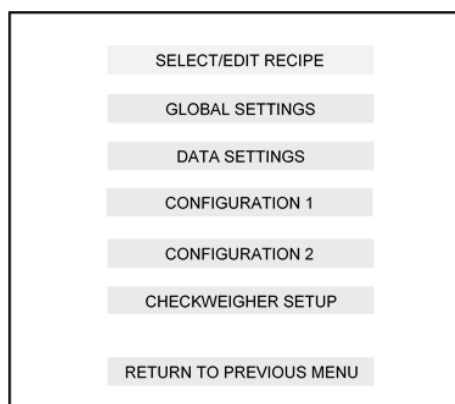 SELECT/EDIT RECIPE
GLOBAL SETTINGS
DATA SETTINGS
CONFIGURATION 1
CONFIGURATION 2
CHECKWEIGHER SETUP
RETURN TO PREVIOUS MENU